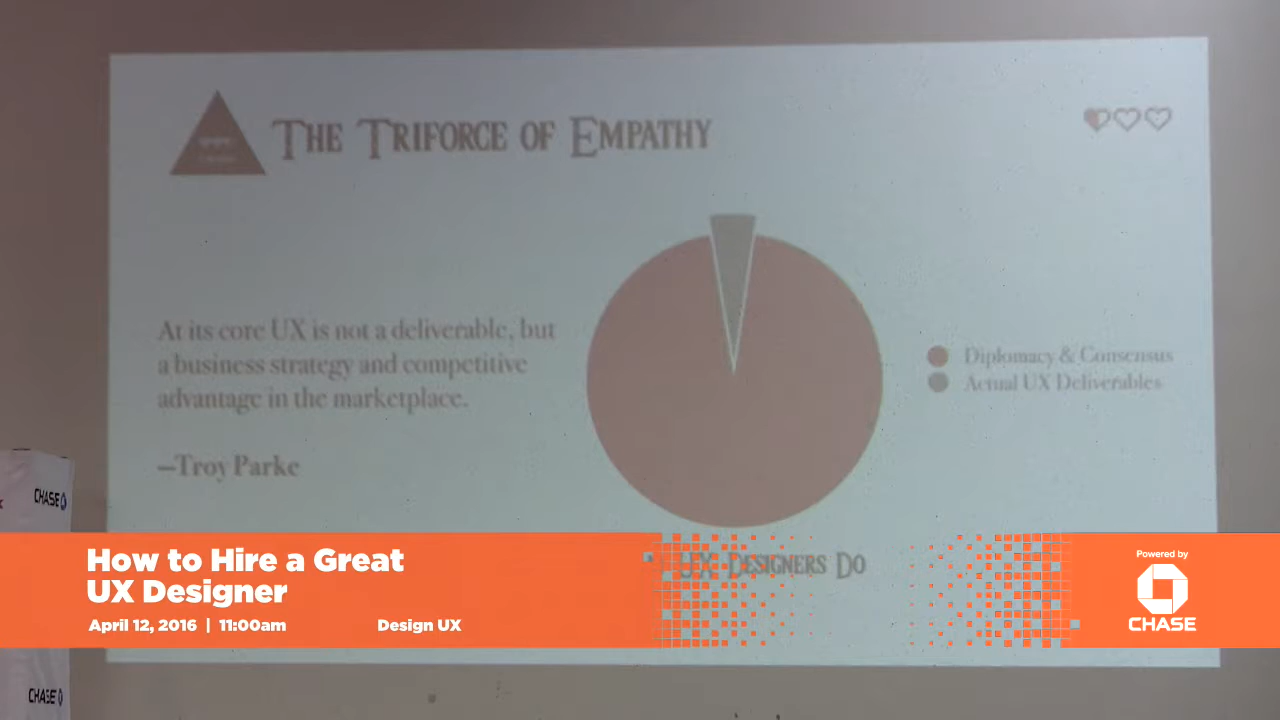 The Triforce of Empathy
At its core UX is not a deliverable, but
a business strategy and competitive
advantage in the marketplace.
—Troy Parke
Diplomacy & Consensus
Actual UX Deliverables
UX Designers Do
CHASE
How to Hire a Great
UX Designer
April 12, 2016 | 11:00am
Design UX
Powered by
CHASE
CHASE